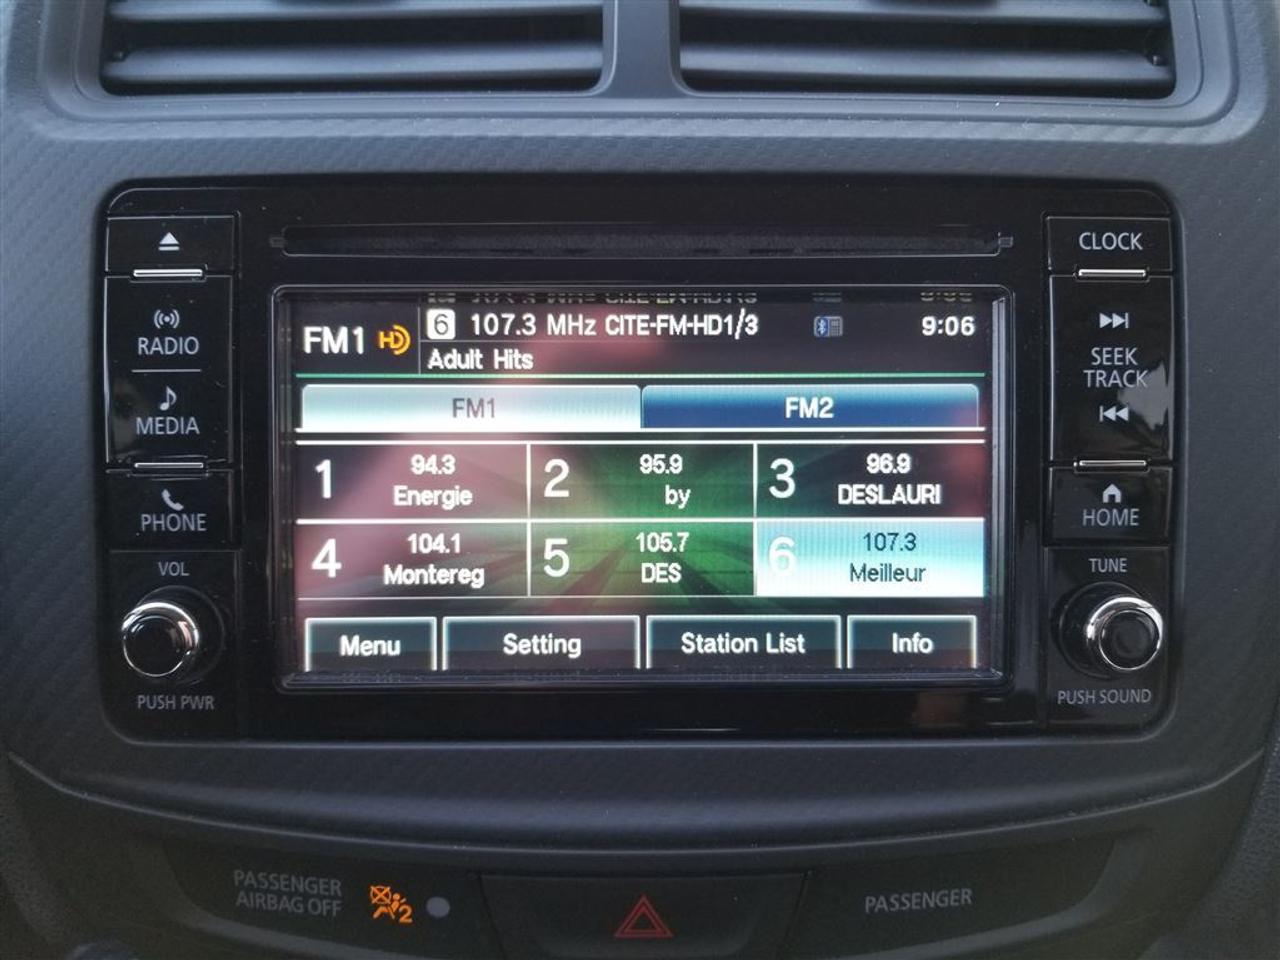 CLOCK
RADIO
MEDIA
PHONE
VOL
PUSH PWR
FM1 HD
6 107.3 MHz CITE-FM-HD1/3
9:06
Adult Hits
FM1 FM2
1 94.3 Energie
2 95.9 by
3 96.9 DESLAURI
4 104.1 Montereg
5 105.7 DES
6 107.3 Meilleur
Menu Setting Station List Info
SEEK
TRACK
HOME
TUNE
PUSH SOUND
PASSENGER
AIRBAG OFF
2
PASSENGER